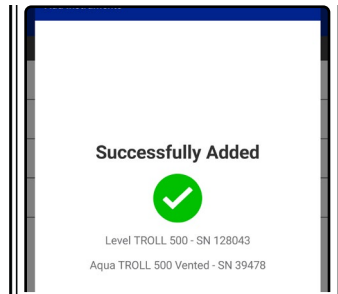 Successfully Added
Level TROLL 500 - SN 128043
Aqua TROLL 500 Vented - SN 39478